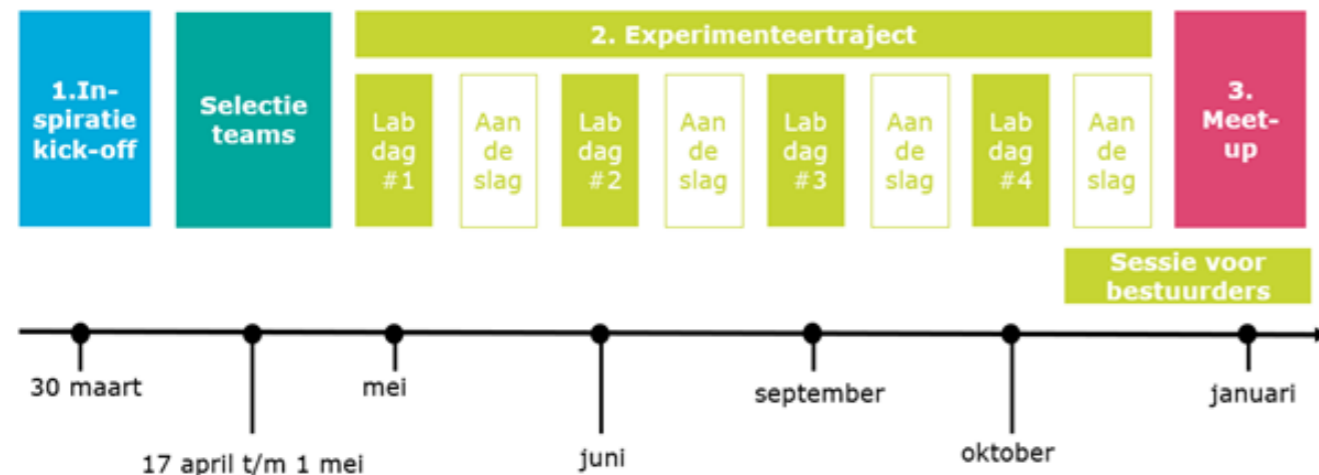 1.In-
spiratie
kick-off
Selectie
teams
2. Experimenteertraject
Lab
dag
#1
Aan
de
slag
Lab
dag
#2
Aan
de
slag
Lab
dag
#3
Aan
de
slag
Lab
dag
#4
Aan
de
slag
3.
Meet-
up
Sessie voor
bestuurders
30 maart
17 april t/m 1 mei
mei
juni
september
oktober
januari